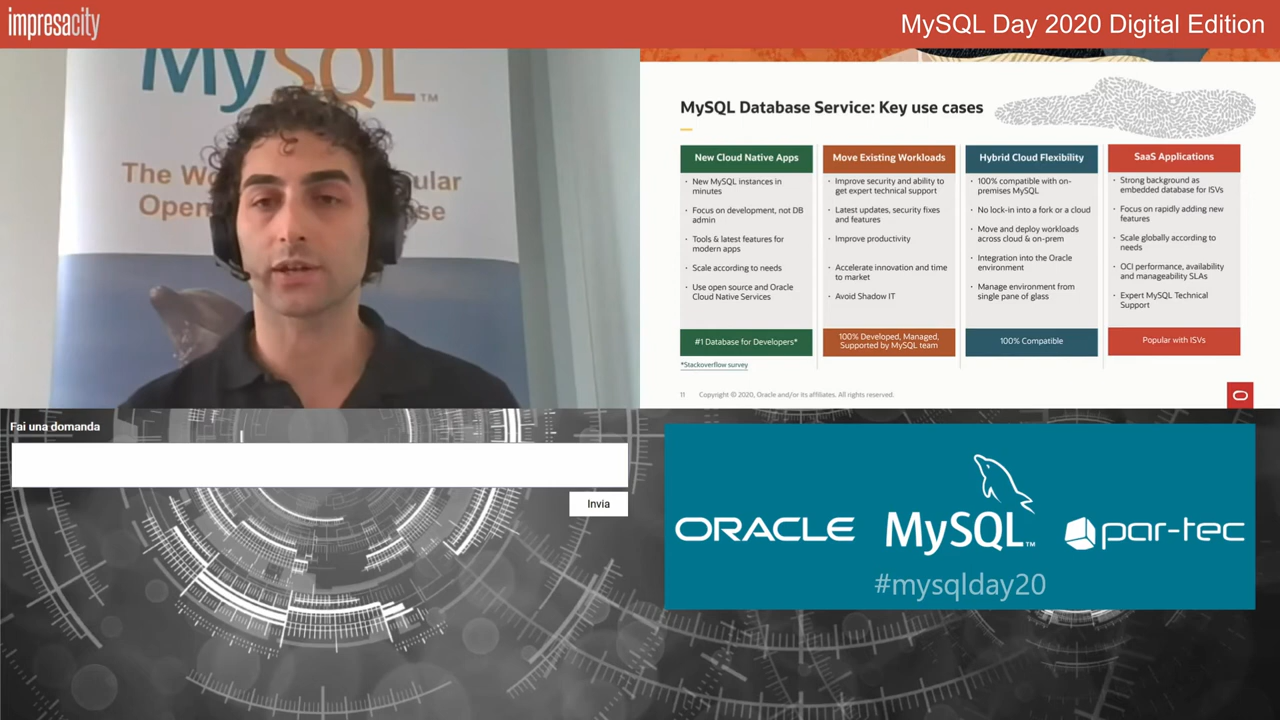 impresacity
MySQL Day 2020 Digital Edition
MySQL™
The Wo
ular
Open
se
MySQL Database Service: Key use cases
New Cloud Native Apps
· New MySQL instances in
minutes
· Focus on development, not DB
admin
· Tools & latest features for
modern apps
· Scale according to needs
· Use open source and Oracle
Cloud Native Services
#1 Database for Developers*
*Stackoverflow survey
Move Existing Workloads
· Improve security and ability to
get expert technical support
· Latest updates, security fixes
and features
· Improve productivity
· Accelerate innovation and time
to market
· Avoid Shadow IT
100% Developed, Managed,
Supported by MySQL team
Hybrid Cloud Flexibility
· 100% compatible with on-
premises MySQL
· No lock-in into a fork or a cloud
· Move and deploy workloads
across cloud & on-prem
· Integration into the Oracle
environment
· Manage environment from
single pane of glass
100% Compatible
SaaS Applications
· Strong background as
embedded database for ISVs
· Focus on rapidly adding new
features
· Scale globally according to
needs
· OCI performance, availability
and manageability SLAs
· Expert MySQL Technical
Support
Popular with ISVs
11 Copyright © 2020, Oracle and/or its affiliates. All rights reserved.
Fai una domanda
Invia
ORACLE
MySQL™
par-tec
#mysqlday20